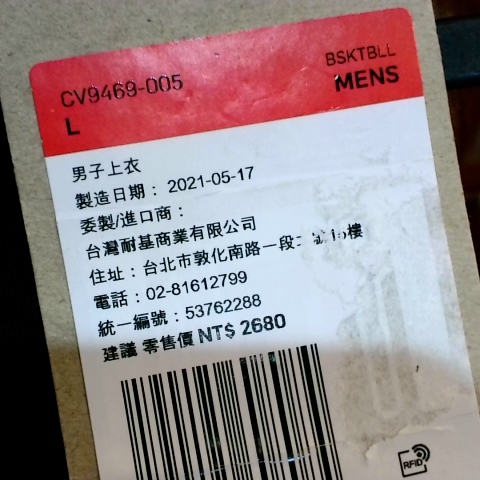 CV9469-005
BSKTBLL
L
MENS
男子上衣
製造日期: 2021-05-17
委製/進口商:
台灣耐基商業有限公司
住址: 台北市敦化南路一段 樓
電話: 02-81612799
統一編號: 53762288
建議 零售價 NT$ 2680
RFID